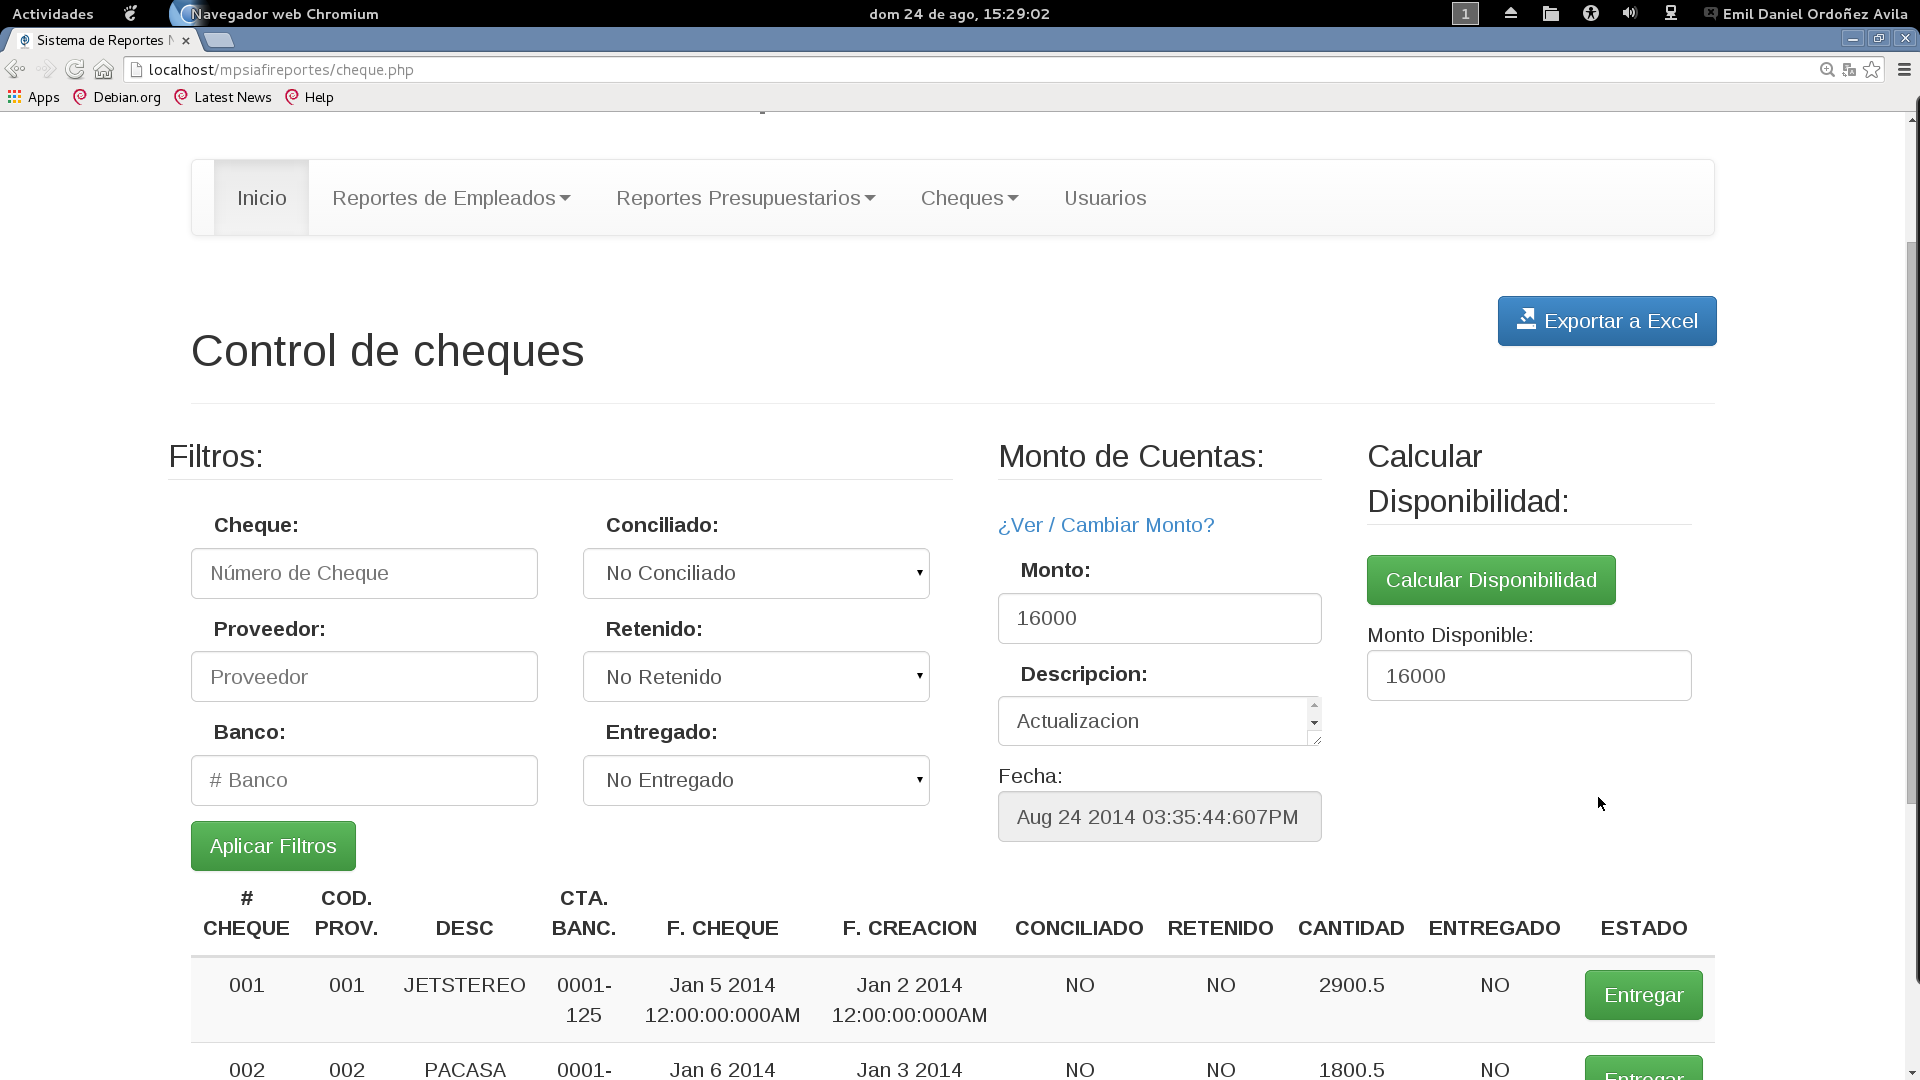 Actividades
Navegador web Chromium
dom 24 de ago, 15:29:02
1
Emil Daniel Ordoñez Avila
Sistema de Reportes
localhost/mpsiafireportes/cheque.php
Apps
Debian.org
Latest News
Help
Inicio
Reportes de Empleados
Reportes Presupuestarios
Cheques
Usuarios
Exportar a Excel
Control de cheques
Filtros:
Cheque:
Número de Cheque
Proveedor:
Proveedor
Banco:
# Banco
Aplicar Filtros
Conciliado:
No Conciliado
Retenido:
No Retenido
Entregado:
No Entregado
Monto de Cuentas:
¿Ver / Cambiar Monto?
Monto:
16000
Descripcion:
Actualizacion
Fecha:
Aug 24 2014 03:35:44:607PM
Calcular
Disponibilidad:
Calcular Disponibilidad
Monto Disponible:
16000
# CHEQUE COD. PROV. DESC CTA. BANC. F. CHEQUE F. CREACION CONCILIADO RETENIDO CANTIDAD ENTREGADO ESTADO
001 001 JETSTEREO 0001-125 Jan 5 2014 12:00:00:000AM Jan 2 2014 12:00:00:000AM NO NO 2900.5 NO Entregar
002 002 PACASA 0001- Jan 6 2014 Jan 3 2014 NO NO 1800.5 NO Entregar